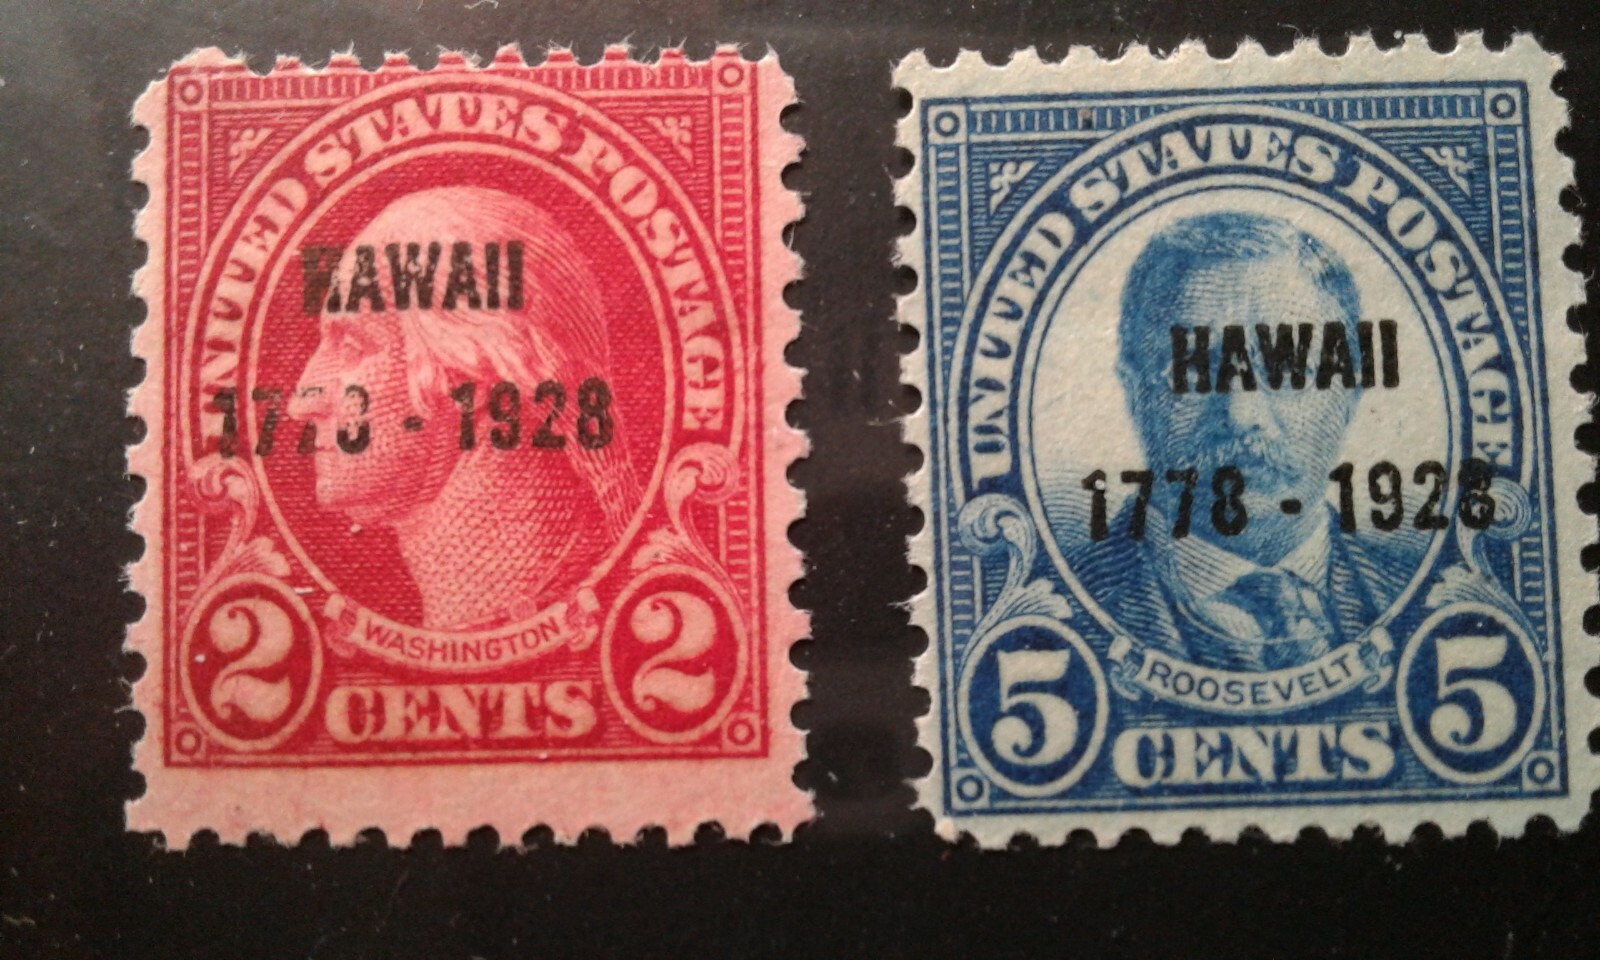 UNITED STATES POSTAGE
HAWAII
1778 - 1928
WASHINGTON
2 CENTS 2
UNITED STATES POSTAGE
HAWAII
1778 - 1928
ROOSEVELT
5 CENTS 5